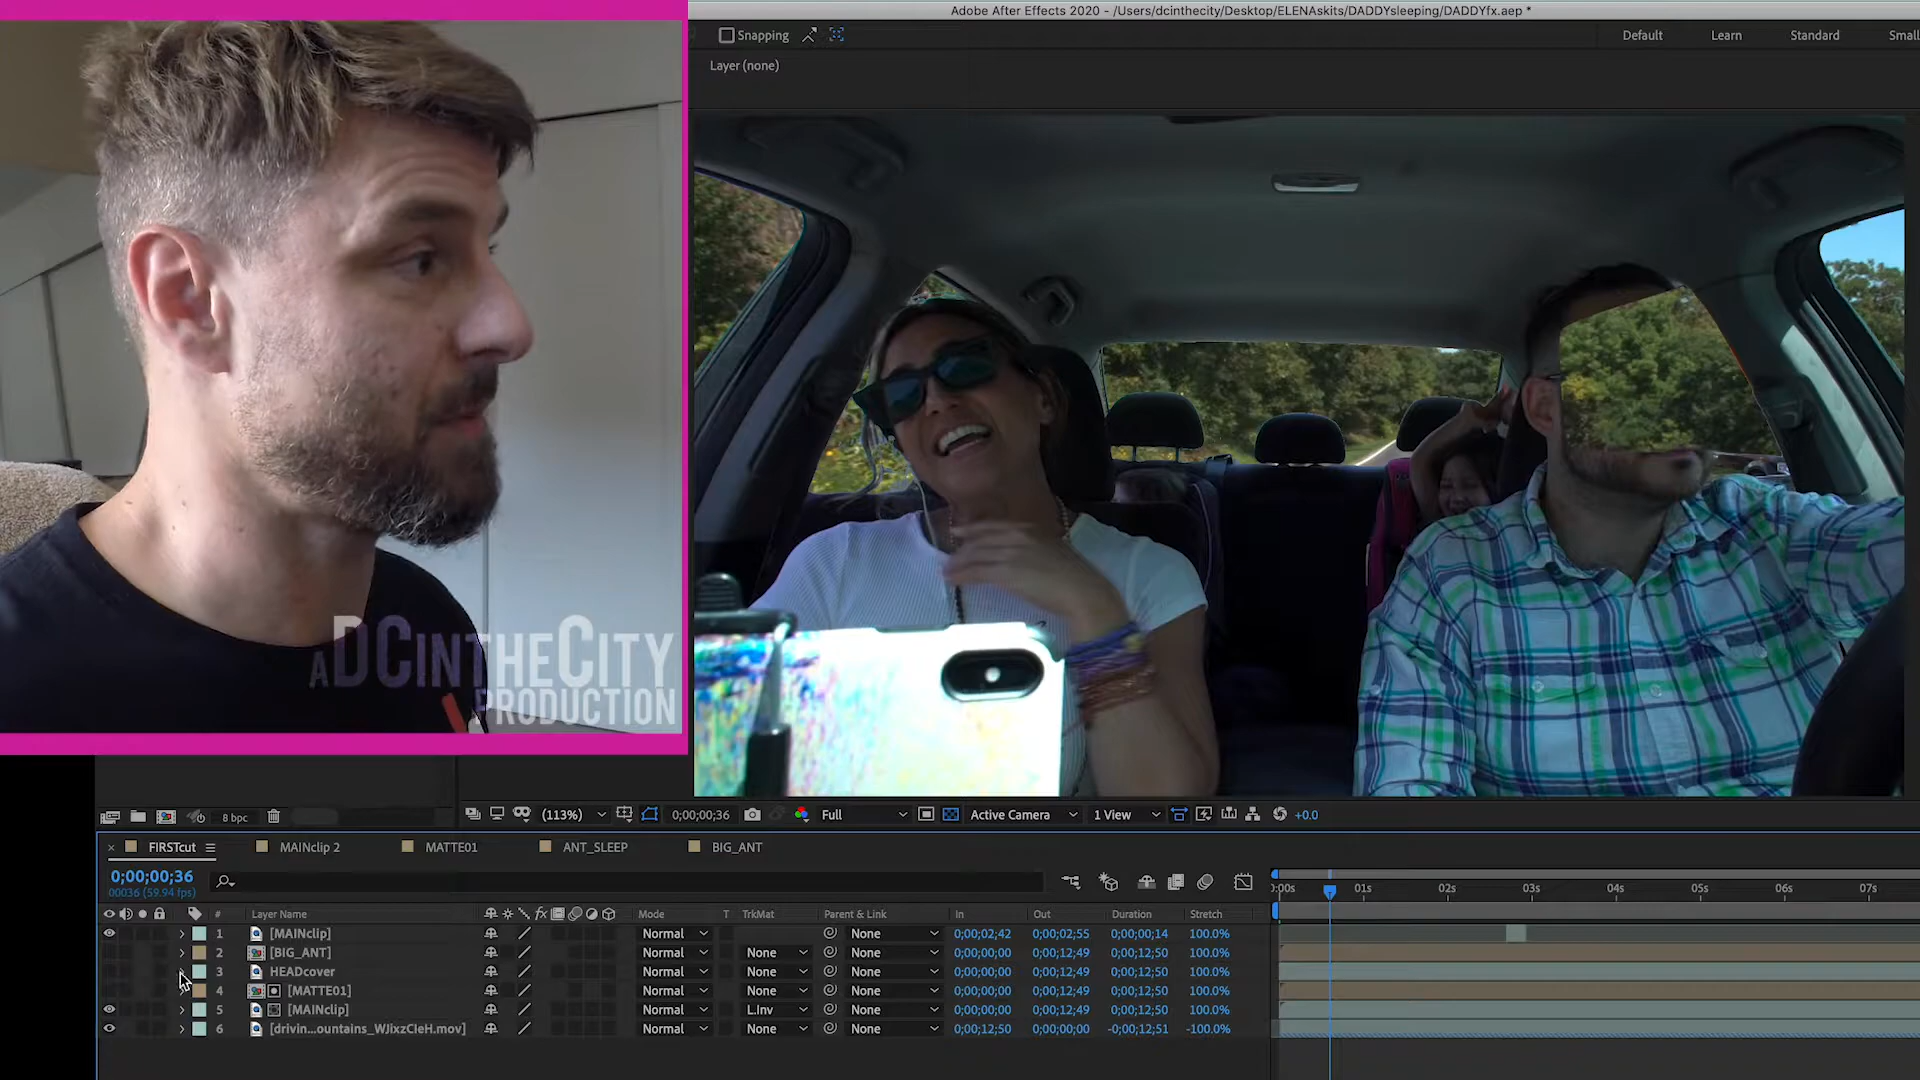 Adobe After Effects 2020 - /Users/dcinthecity/Desktop/ELENAskits/DADDYsleeping/DADDYfx.aep *
Snapping
Default Learn Standard Small
Layer (none)
A DCINTHECITY
PRODUCTION
8 bpc (113%) 0;00;00;36 Full Active Camera 1 View +0.0
× FIRSTcut MAINclip 2 MATTE01 ANT_SLEEP BIG_ANT
0;00;00;36
00036 (59.94 fps)
0:00s 01s 02s 03s 04s 05s 06s 07s
# Layer Name fx Mode T TrkMat Parent & Link In Out Duration Stretch
1 [MAINclip] Normal None 0;00;02;42 0;00;02;55 0;00;00;14 100.0%
2 [BIG_ANT] Normal None None 0;00;00;00 0;00;12;49 0;00;12;50 100.0%
3 HEADcover Normal None None 0;00;00;00 0;00;12;49 0;00;12;50 100.0%
4 [MATTE01] Normal None None 0;00;00;00 0;00;12;49 0;00;12;50 100.0%
5 [MAINclip] Normal L.Inv None 0;00;00;00 0;00;12;49 0;00;12;50 100.0%
6 [drivin...ountains_WJixzCIeH.mov] Normal None None 0;00;12;50 0;00;00;00 -0;00;12;51 -100.0%